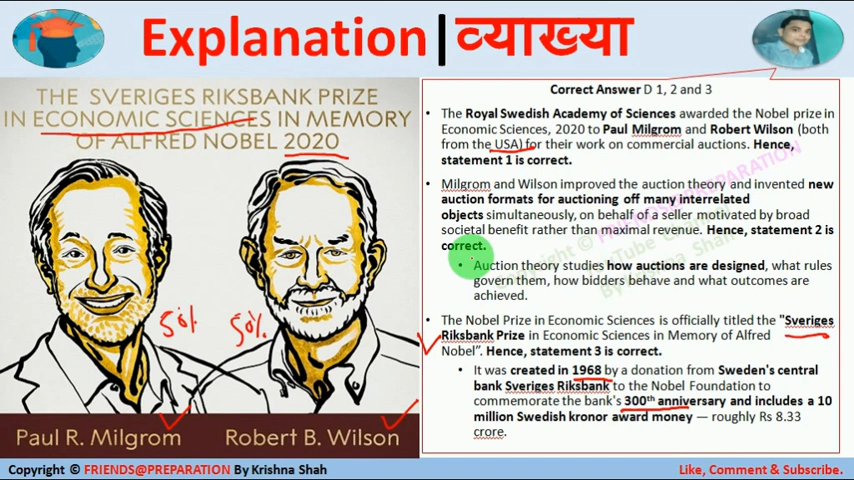 Explanation|व्याख्या
THE SVERIGES RIKSBANK PRIZE
IN ECONOMIC SCIENCES IN MEMORY
OF ALFRED NOBEL 2020
50%
50%
Paul R. Milgrom
Robert B. Wilson
Correct Answer D 1, 2 and 3
• The Royal Swedish Academy of Sciences awarded the Nobel prize in
Economic Sciences, 2020 to Paul Milgrom and Robert Wilson (both
from the USA) for their work on commercial auctions. Hence,
statement 1 is correct.
• Milgrom and Wilson improved the auction theory and invented new
auction formats for auctioning off many interrelated
objects simultaneously, on behalf of a seller motivated by broad
societal benefit rather than maximal revenue. Hence, statement 2 is
correct.
• Auction theory studies how auctions are designed, what rules
govern them, how bidders behave and what outcomes are
achieved.
• The Nobel Prize in Economic Sciences is officially titled the "Sveriges
Riksbank Prize in Economic Sciences in Memory of Alfred
Nobel”. Hence, statement 3 is correct.
• It was created in 1968 by a donation from Sweden's central
bank Sveriges Riksbank to the Nobel Foundation to
commemorate the bank's 300th anniversary and includes a 10
million Swedish kronor award money — roughly Rs 8.33
crore.
Copyright © FRIENDS@PREPARATION By Krishna Shah
Like, Comment & Subscribe.